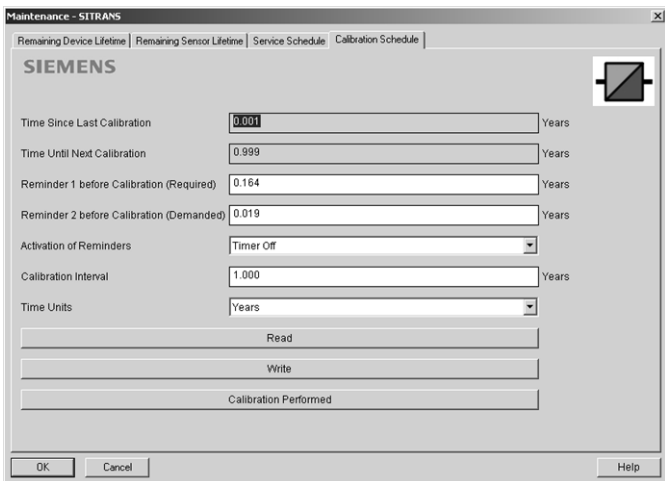 Maintenance - SITRANS
Remaining Device Lifetime Remaining Sensor Lifetime Service Schedule Calibration Schedule
SIEMENS
Time Since Last Calibration 0.001 Years
Time Until Next Calibration 0.999 Years
Reminder 1 before Calibration (Required) 0.164 Years
Reminder 2 before Calibration (Demanded) 0.019 Years
Activation of Reminders Timer Off
Calibration Interval 1.000 Years
Time Units Years
Read
Write
Calibration Performed
OK Cancel Help